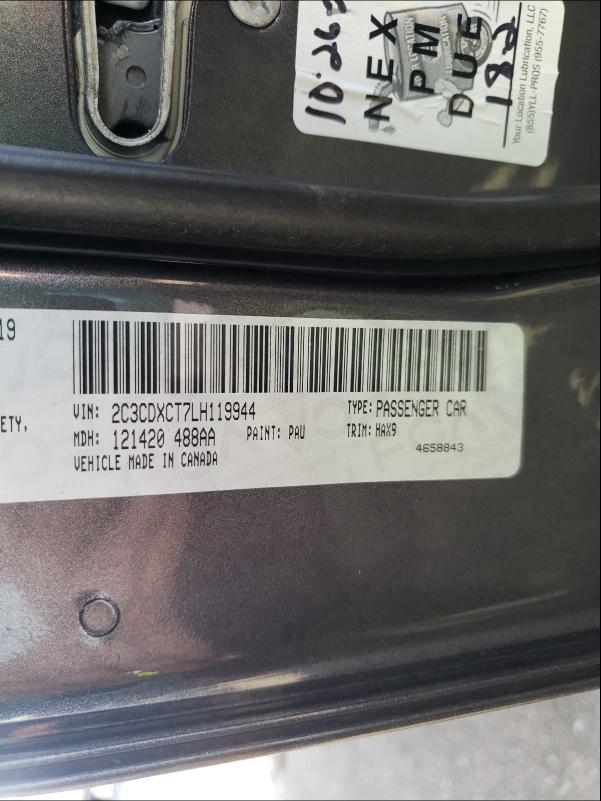 10.26
NEX
PM
DUE
182
Your Location Lubrication, LLC
(855)YLL-PROS (955-7767)
19
ETY,
VIN: 2C3CDXCT7LH119944
TYPE: PASSENGER CAR
MDH: 121420 488AA
PAINT: PAU
TRIM: HAX9
VEHICLE MADE IN CANADA
4658843